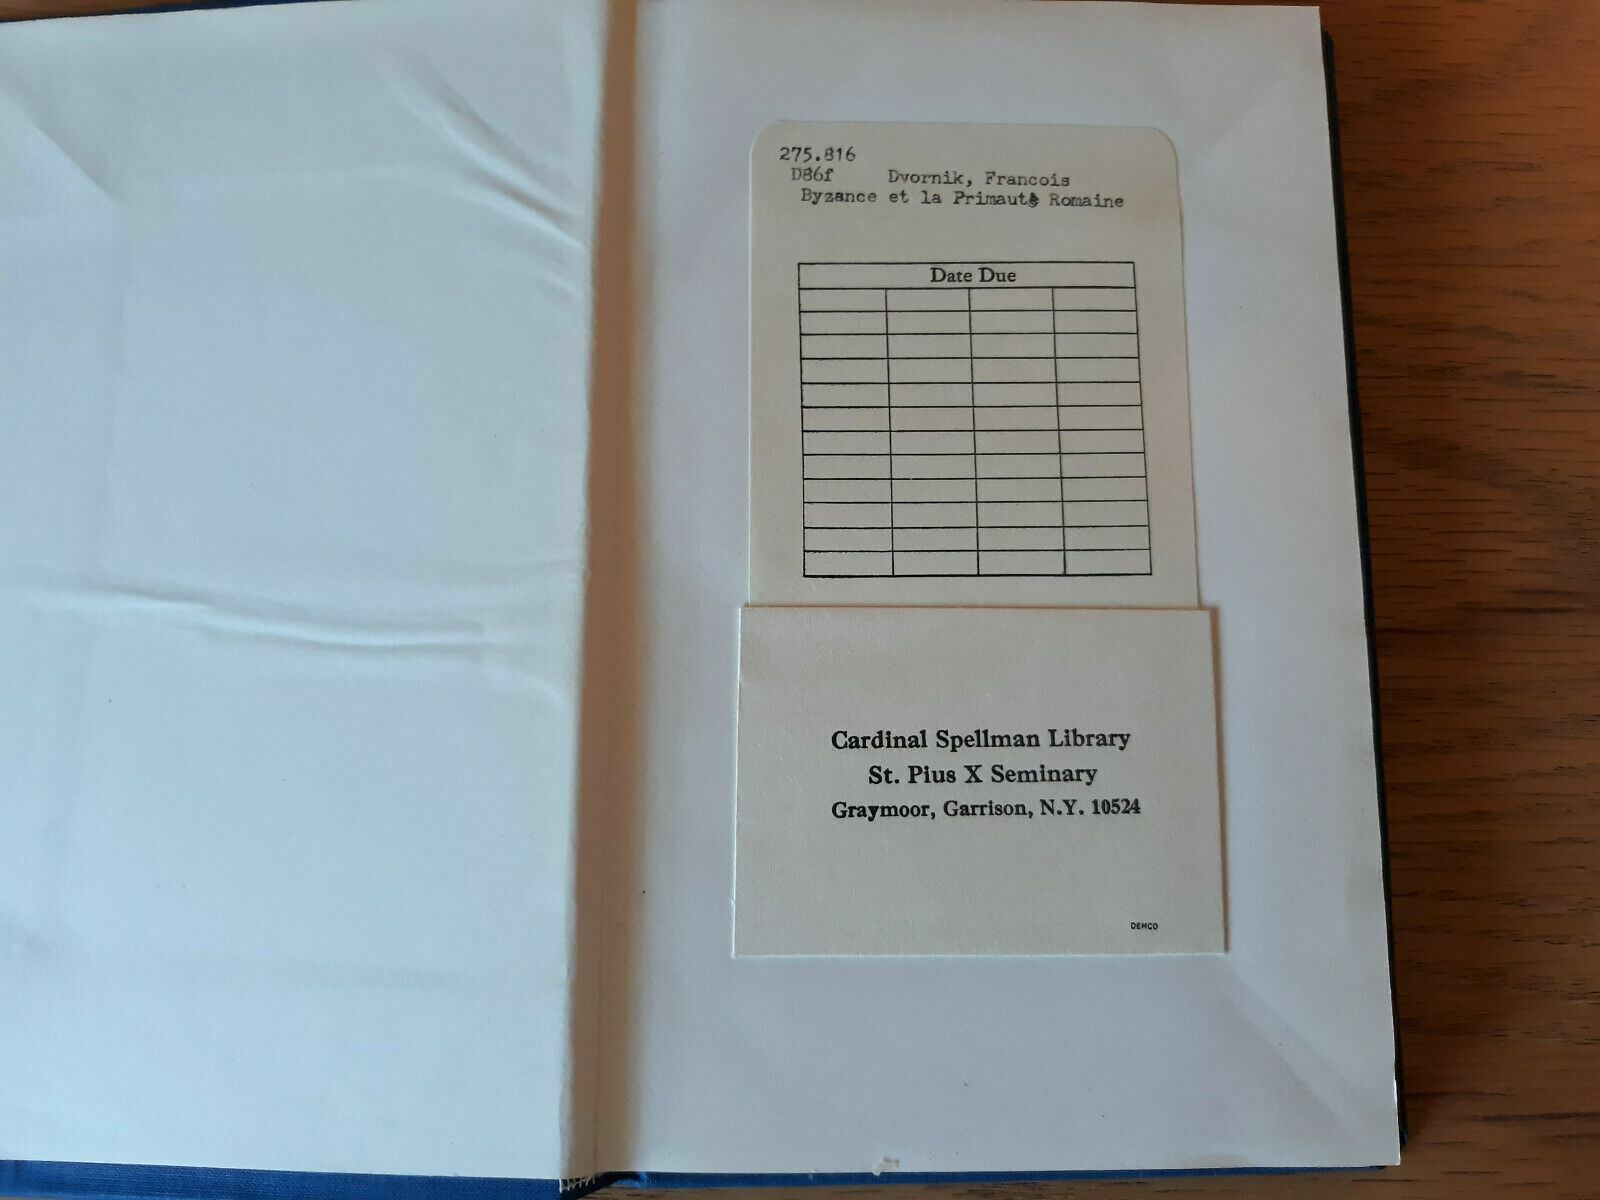 275.816
D86f Dvornik, Francois
Byzance et la Primauté Romaine
Date Due
Cardinal Spellman Library
St. Pius X Seminary
Graymoor, Garrison, N.Y. 10524
DEMCO